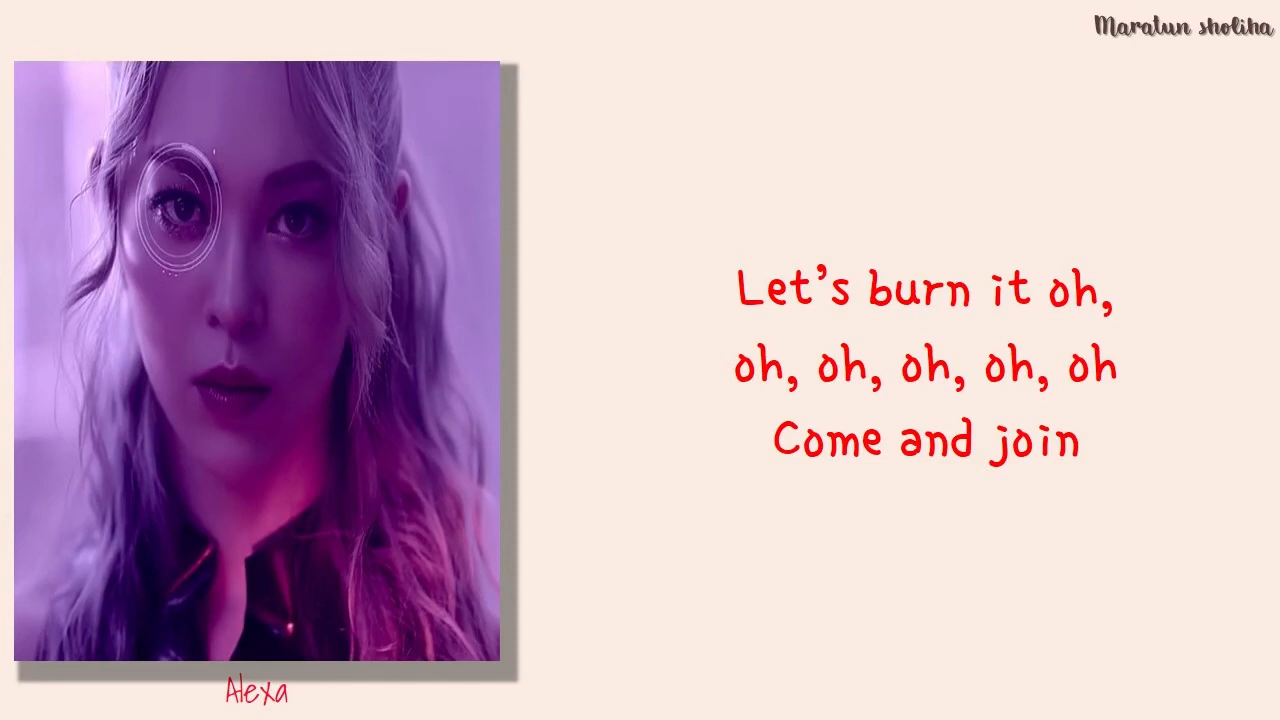 Maratun sholiha
Let's burn it oh,
oh, oh, oh, oh, oh
Come and join
Alexa